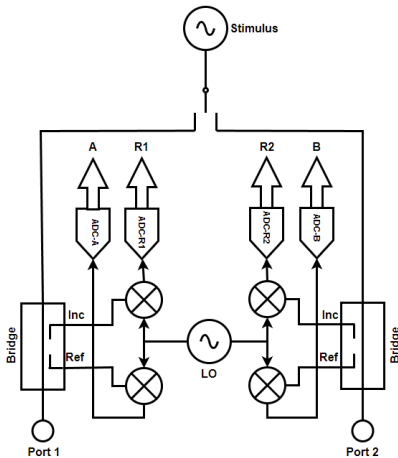 Stimulus
A
R1
R2
B
ADC-A
ADC-R1
ADC-R2
ADC-B
Inc
Inc
Bridge
Ref
LO
Ref
Bridge
Port 1
Port 2